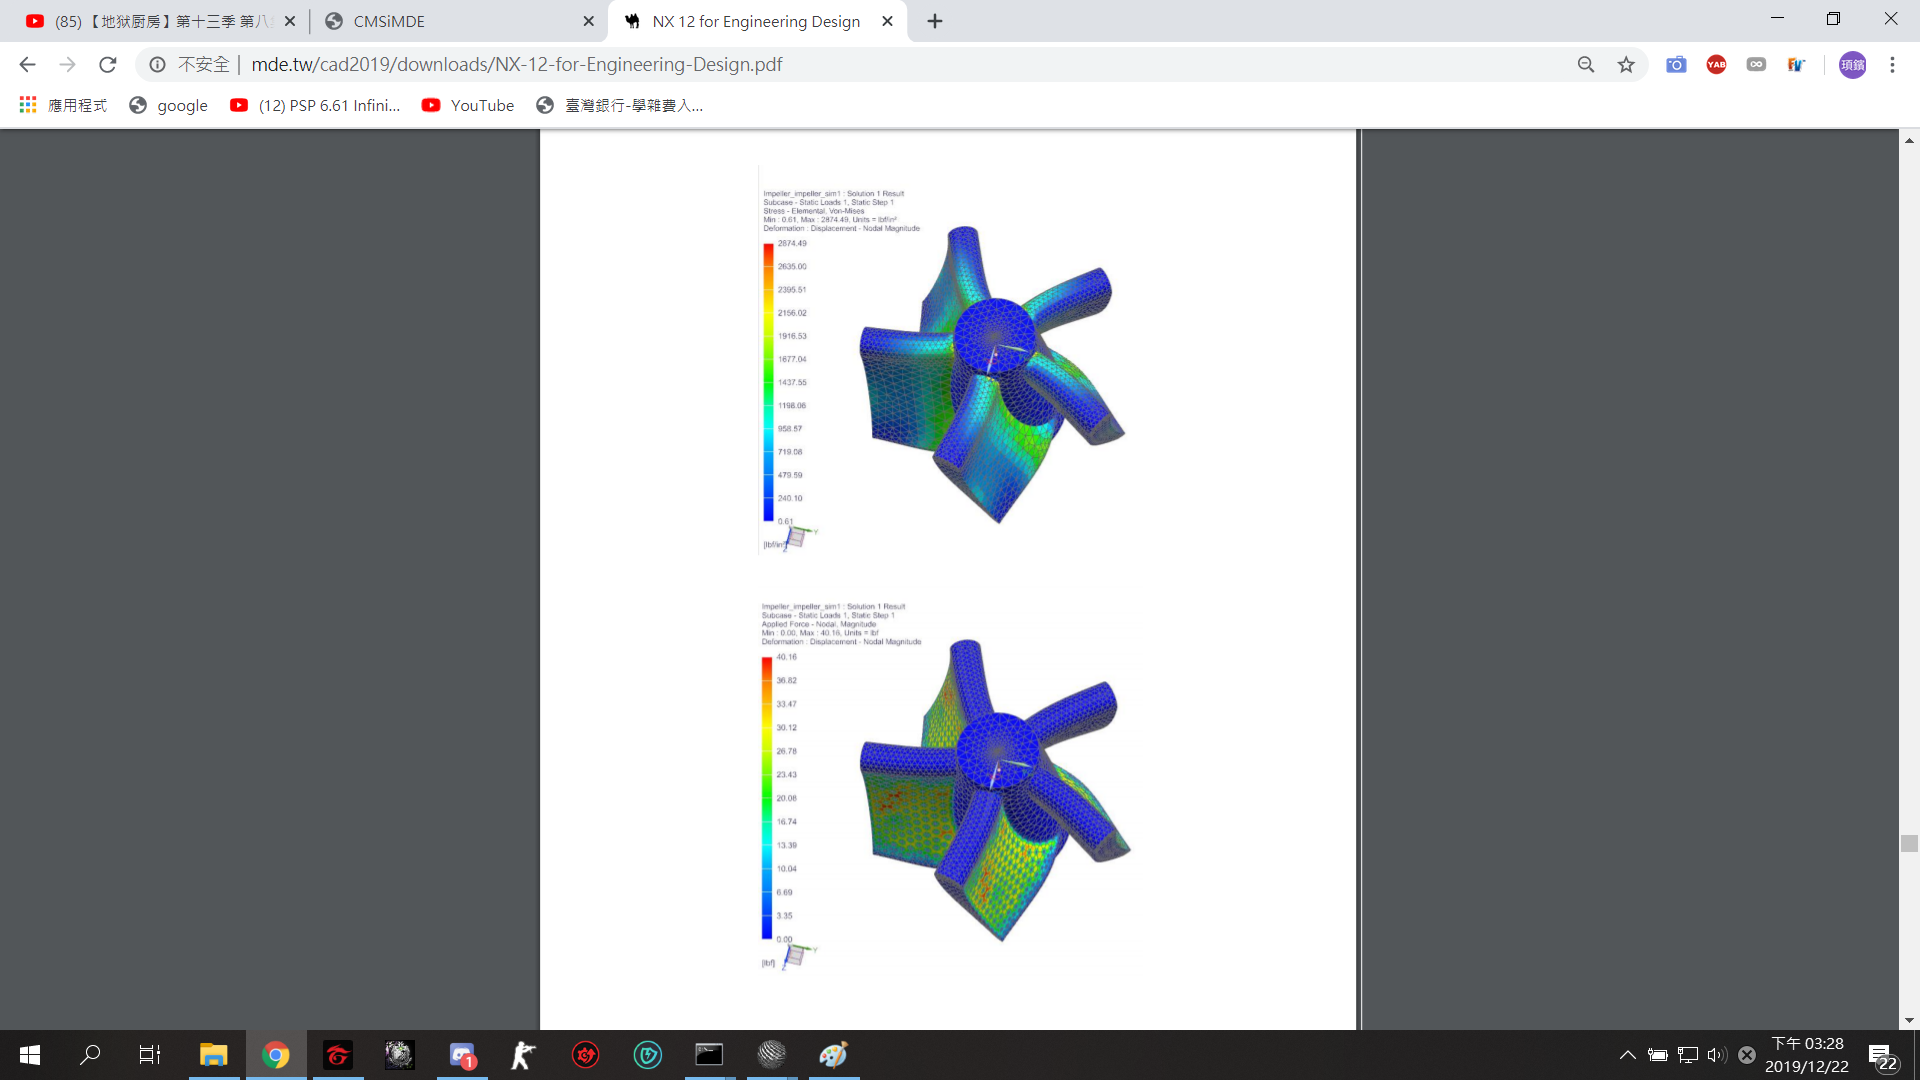 (85) 【地狱厨房】第十三季 第八
CMSiMDE
NX 12 for Engineering Design
不安全 | mde.tw/cad2019/downloads/NX-12-for-Engineering-Design.pdf
YAB
項鑌
應用程式
google
(12) PSP 6.61 Infini...
YouTube
臺灣銀行-學雜費入...
Impeller_impeller_sim1 : Solution 1 Result
Subcase - Static Loads 1, Static Step 1
Stress - Elemental, Von-Mises
Min : 0.61, Max : 2874.49, Units = lbf/in²
Deformation : Displacement - Nodal Magnitude
2874.49
2635.00
2395.51
2156.02
1916.53
1677.04
1437.55
1198.06
958.57
719.08
479.59
240.10
0.61
[lbf/in²]
Y
Z
Impeller_impeller_sim1 : Solution 1 Result
Subcase - Static Loads 1, Static Step 1
Applied Force - Nodal, Magnitude
Min : 0.00, Max : 40.16, Units = lbf
Deformation : Displacement - Nodal Magnitude
40.16
36.82
33.47
30.12
26.78
23.43
20.08
16.74
13.39
10.04
6.69
3.35
0.00
[lbf]
Y
Z
1
下午 03:28
2019/12/22
22